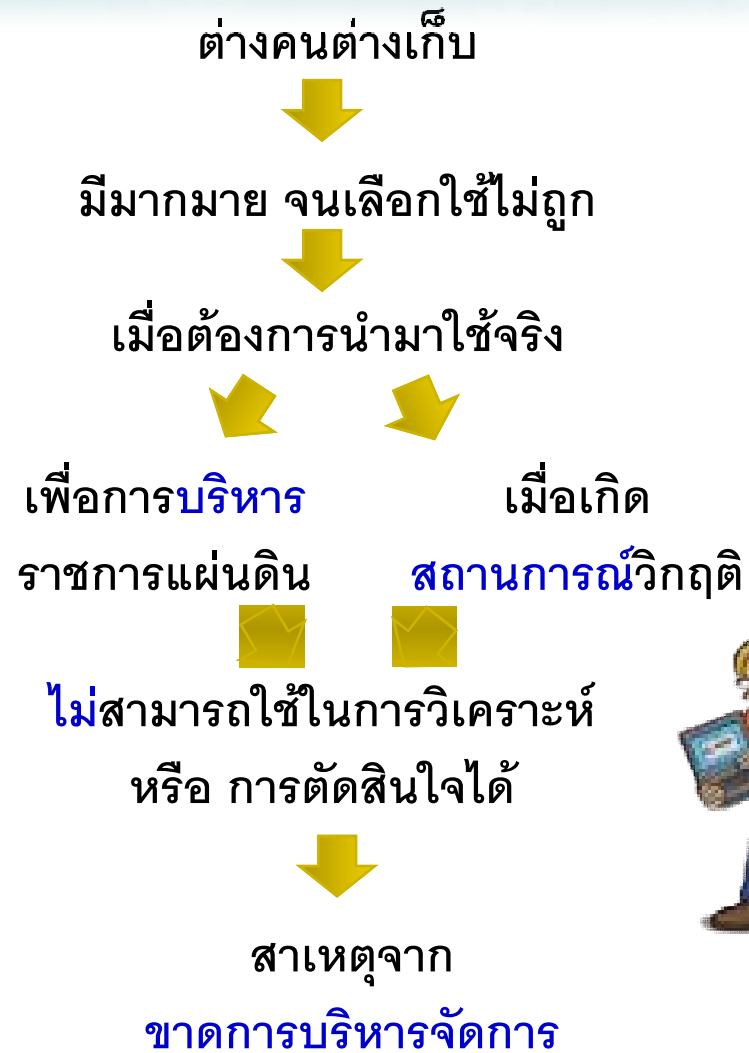 ต่างคนต่างเก็บ
มีมากมาย จนเลือกใช้ไม่ถูก
เมื่อต้องการนำมาใช้จริง
เพื่อการบริหาร
ราชการแผ่นดิน
เมื่อเกิด
สถานการณ์วิกฤติ
ไม่สามารถใช้ในการวิเคราะห์
หรือ การตัดสินใจได้
สาเหตุจาก
ขาดการบริหารจัดการ